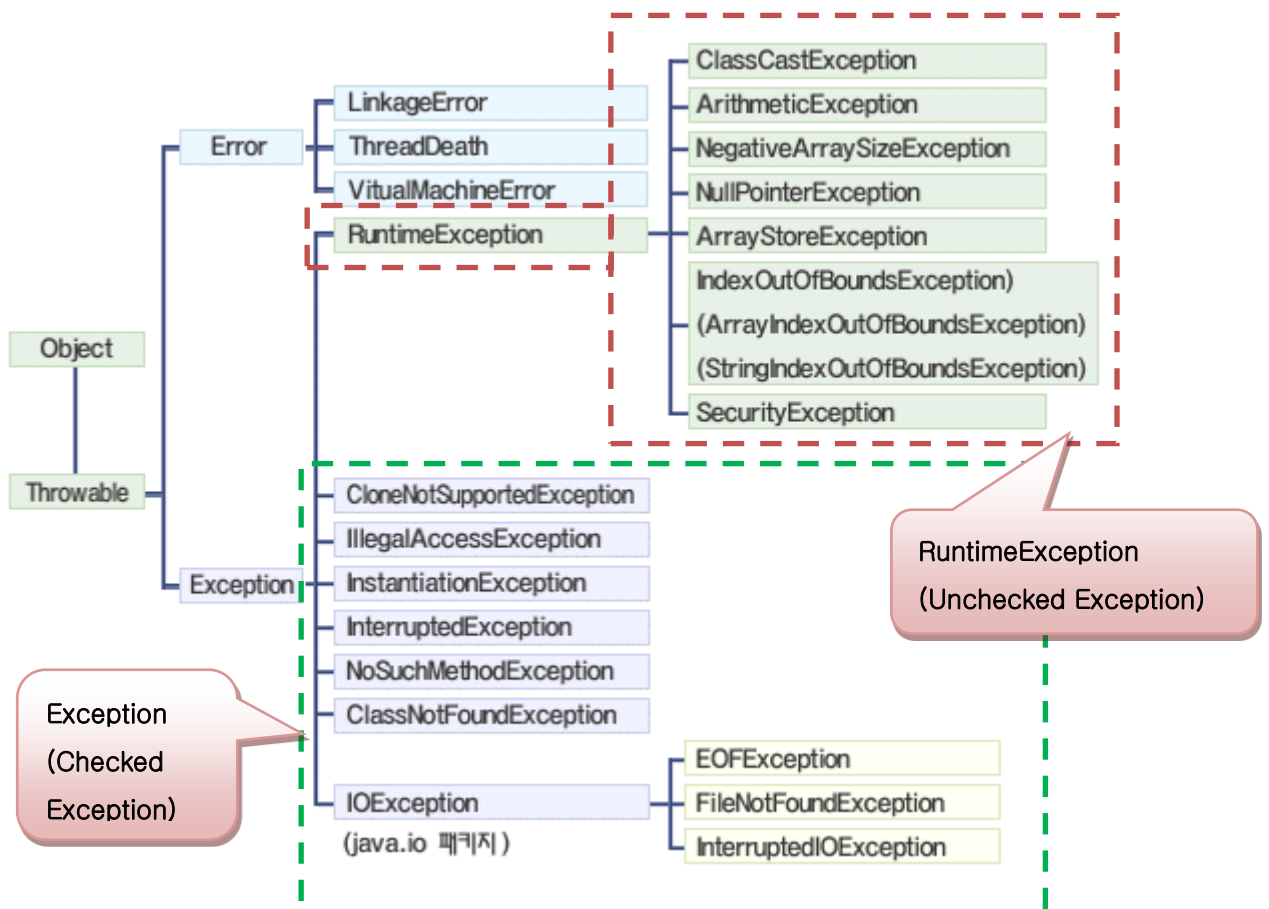 Object
Throwable
Error
LinkageError
ThreadDeath
VitualMachineError
Exception
RuntimeException
ClassCastException
ArithmeticException
NegativeArraySizeException
NullPointerException
ArrayStoreException
IndexOutOfBoundsException)
(ArrayIndexOutOfBoundsException)
(StringIndexOutOfBoundsException)
SecurityException
RuntimeException
(Unchecked Exception)
CloneNotSupportedException
IllegalAccessException
InstantiationException
InterruptedException
NoSuchMethodException
ClassNotFoundException
IOException
(java.io 패키지)
EOFException
FileNotFoundException
InterruptedIOException
Exception
(Checked
Exception)